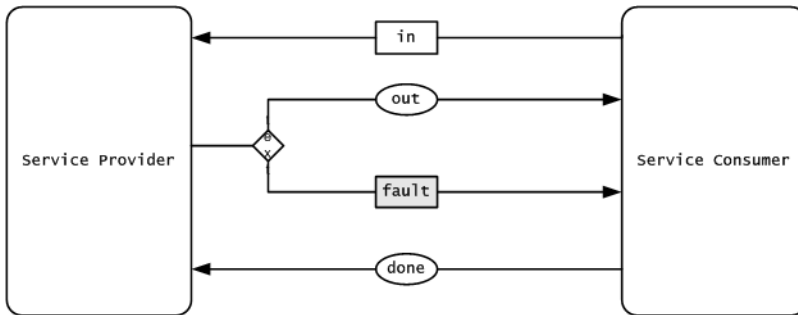 in
out
Service Provider
Service Consumer
fault
done